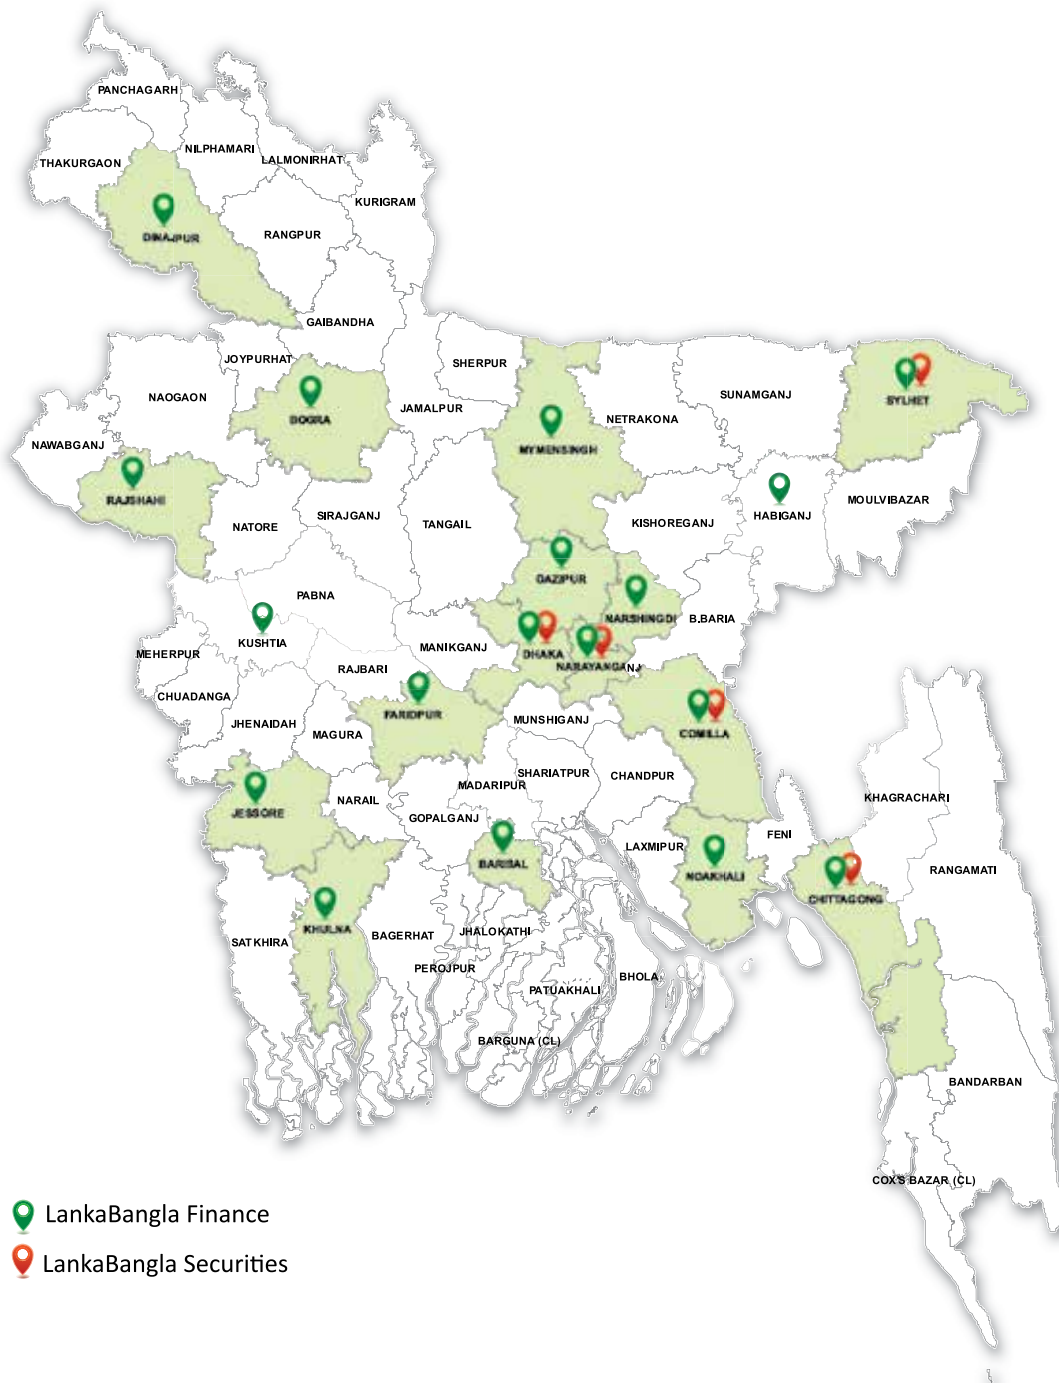 PANCHAGARH
NILPHAMARI
THAKURGAON
LALMONIRHAT
KURIGRAM
DINAJPUR
RANGPUR
GAIBANDHA
JOYPURHAT
SHERPUR
NAOGAON
SUNAMGANJ
SYLHET
JAMALPUR
BOGRA
NETRAKONA
NAWABGANJ
MYMENSINGH
RAJSHAHI
MOULVIBAZAR
SIRAJGANJ
HABIGANJ
NATORE
TANGAIL
KISHOREGANJ
GAZIPUR
PABNA
NARSHINGDI
B.BARIA
KUSHTIA
MANIKGANJ
MEHERPUR
DHAKA
NARAYANGANJ
RAJBARI
CHUADANGA
FARIDPUR
JHENAIDAH
MUNSHIGANJ
MAGURA
COMILLA
SHARIATPUR
CHANDPUR
MADARIPUR
NARAIL
KHAGRACHARI
JESSORE
GOPALGANJ
FENI
LAXMIPUR
BARISAL
RANGAMATI
NOAKHALI
CHITTAGONG
KHULNA
JHALOKATHI
BAGERHAT
SATKHIRA
PEROJPUR
BHOLA
PATUAKHALI
BARGUNA (CL)
BANDARBAN
COX'S BAZAR (CL)
LankaBangla Finance
LankaBangla Securities